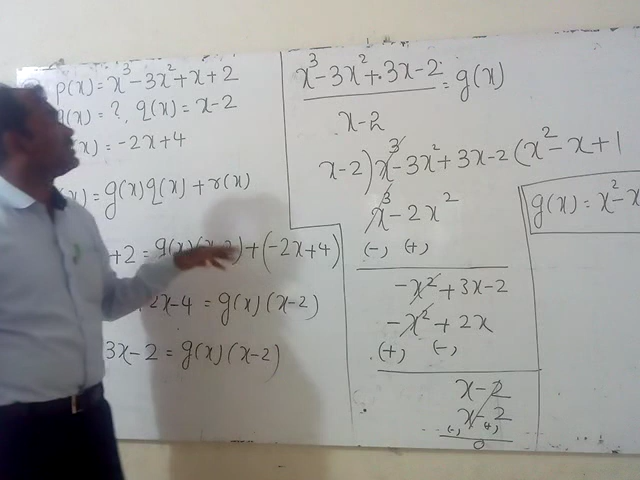 p(x) = x³ - 3x² + x + 2
g(x) = ?, q(x) = x - 2
(x) = -2x + 4
(x) = g(x) q(x) + r(x)
+ 2 = g(x)(x-2) + (-2x+4)
2x - 4 = g(x) (x-2)
3x - 2 = g(x) (x-2)
x³ - 3x² + 3x - 2 = g(x)
x - 2
x-2) x³ - 3x² + 3x - 2 (x² - x + 1
x³ - 2x²
(-) (+)
-x² + 3x - 2
-x² + 2x
(+) (-)
x - 2
x - 2
(-) (+)
0
g(x) = x² - x